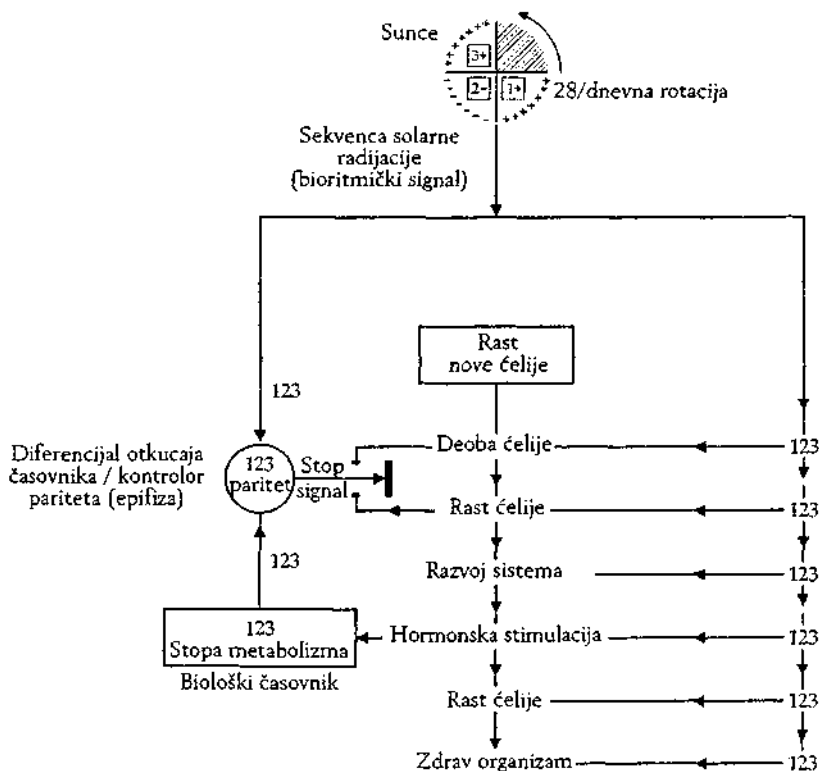 Sunce
3+
2-
1+
28/dnevna rotacija
Sekvenca solarne
radijacije
(bioritmički signal)
Rast
nove ćelije
123
Diferencijal otkucaja
časovnika / kontrolor
pariteta (epifiza)
123
paritet
Stop
signal
Deoba ćelije
123
Rast ćelije
123
123
Razvoj sistema
123
123
Stopa metabolizma
Biološki časovnik
Hormonska stimulacija
123
Rast ćelije
123
Zdrav organizam
123